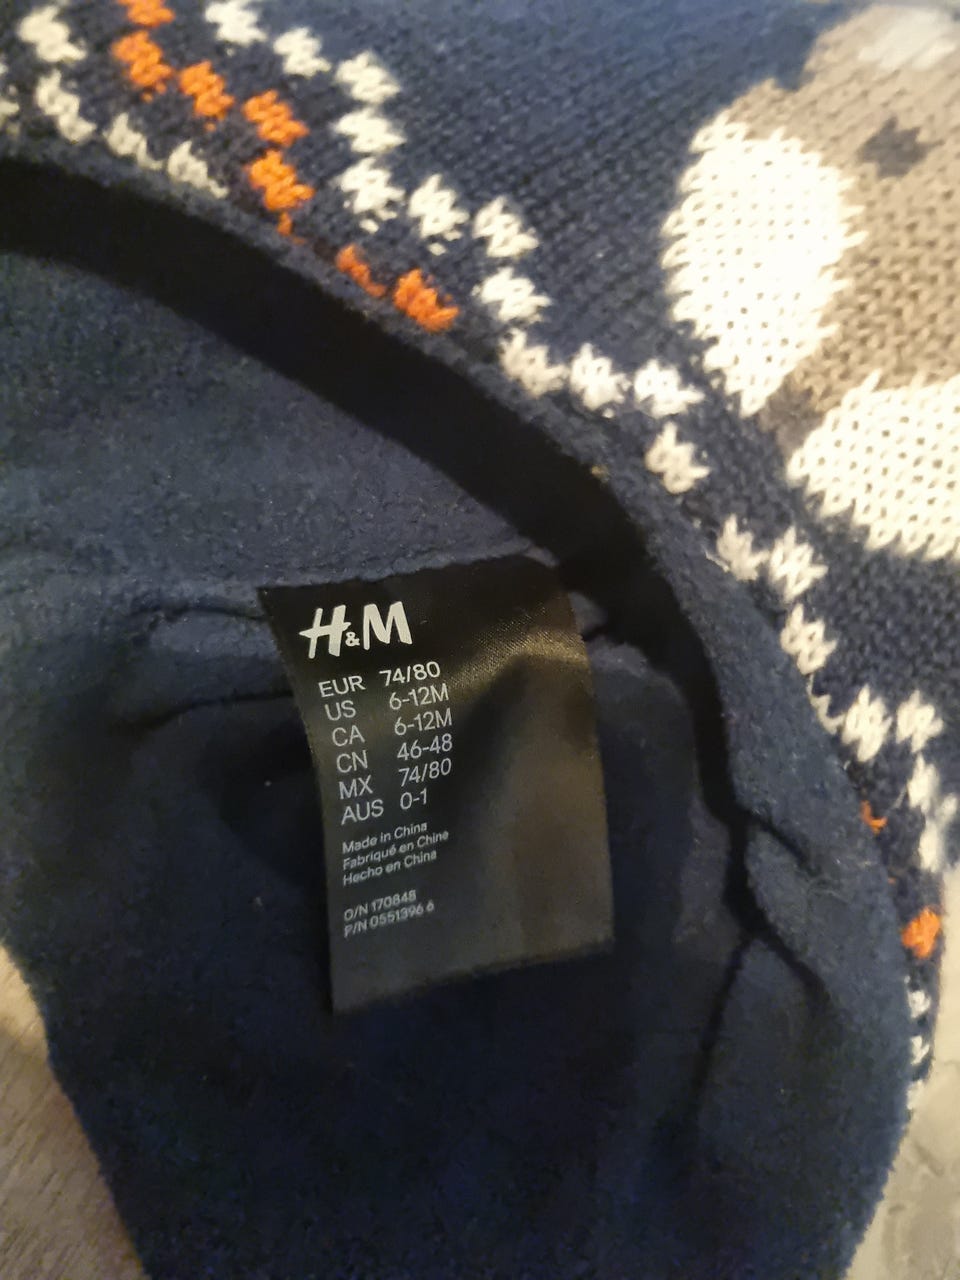 H&M
EUR 74/80
US 6-12M
CA 6-12M
CN 46-48
MX 74/80
AUS 0-1
Made in China
Fabriqué en Chine
Hecho en China
O/N 170848
P/N 0551396 6